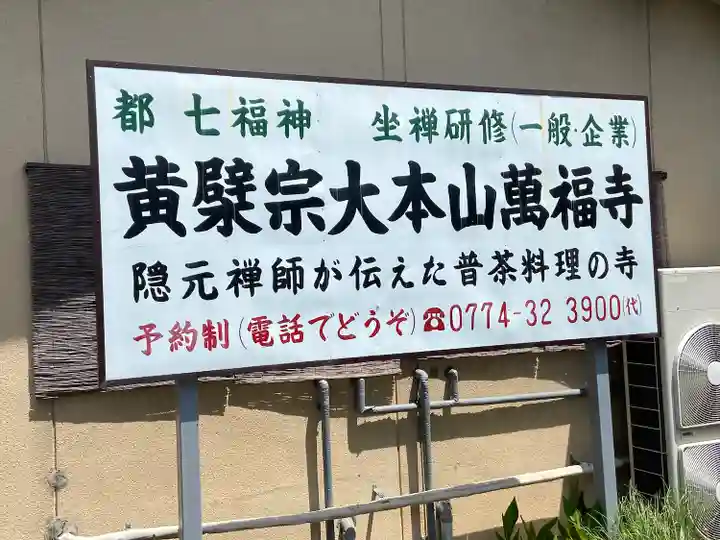 都 七福神 坐禅研修(一般・企業)
黄檗宗大本山萬福寺
隠元禅師が伝えた普茶料理の寺
予約制(電話でどうぞ)☎0774-32 3900(代)